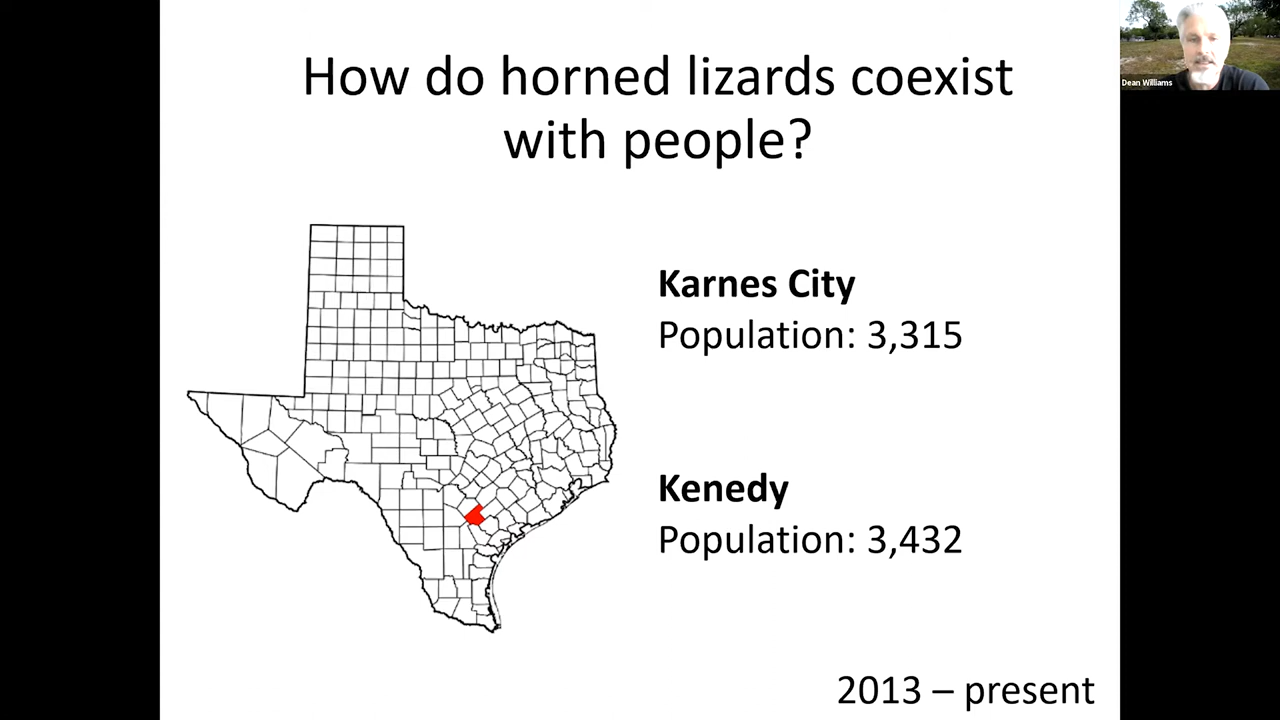 How do horned lizards coexist
with people?
Dean Williams
Karnes City
Population: 3,315
Kenedy
Population: 3,432
2013 – present